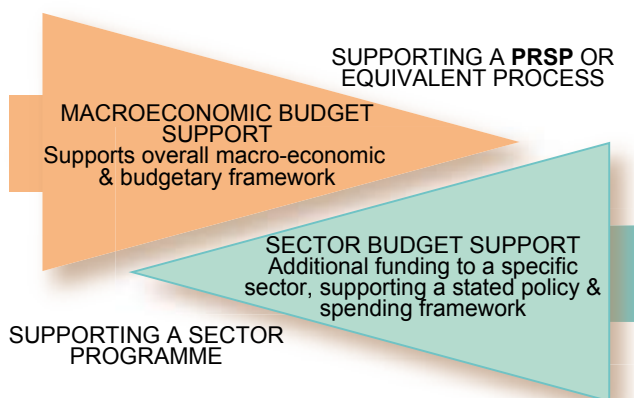 SUPPORTING A PRSP OR
EQUIVALENT PROCESS
MACROECONOMIC BUDGET
SUPPORT
Supports overall macro-economic
& budgetary framework
SECTOR BUDGET SUPPORT
Additional funding to a specific
sector, supporting a stated policy &
spending framework
SUPPORTING A SECTOR
PROGRAMME